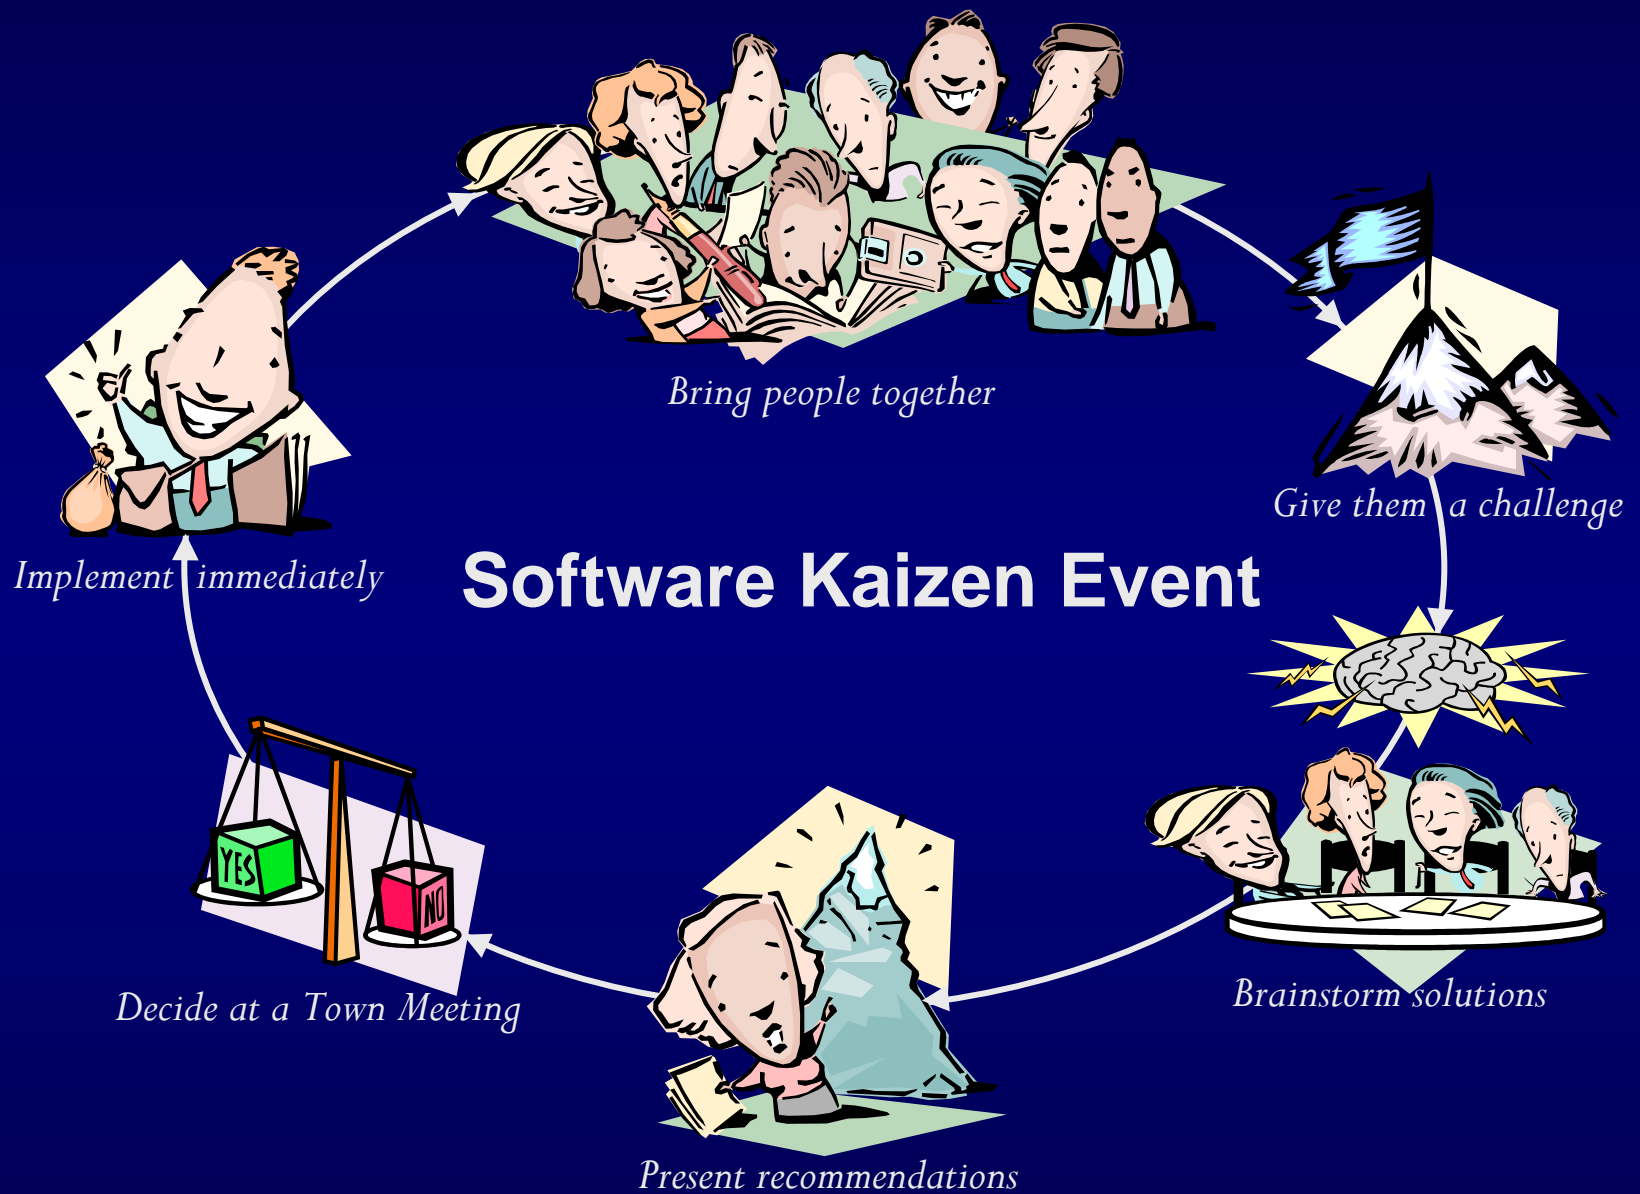 Bring people together
Give them a challenge
Implement immediately
Software Kaizen Event
YES
NO
Brainstorm solutions
Decide at a Town Meeting
Present recommendations